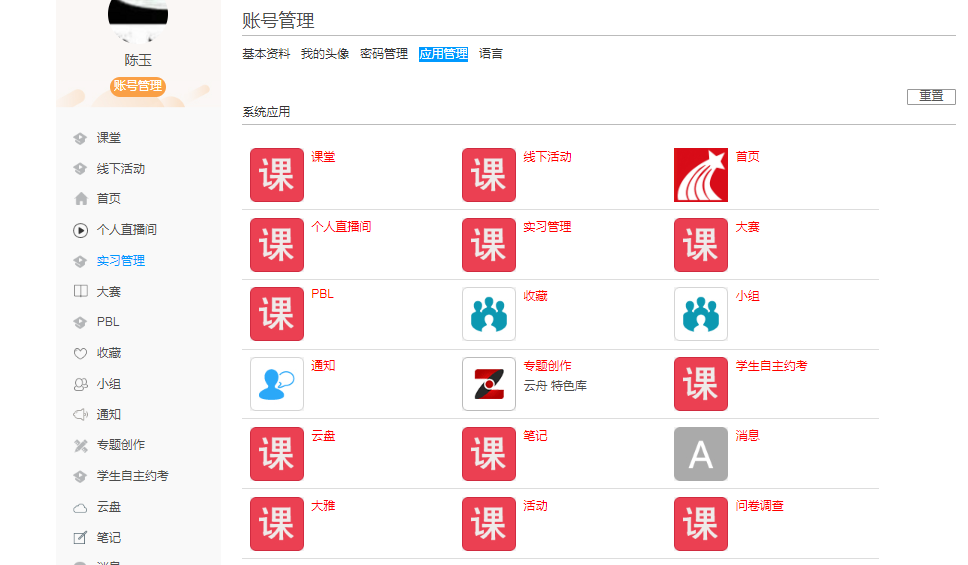 陈玉
账号管理
课堂
线下活动
首页
个人直播间
实习管理
大赛
PBL
收藏
小组
通知
专题创作
学生自主约考
云盘
笔记
消息
账号管理
基本资料 我的头像 密码管理 应用管理 语言
重置
系统应用
课 课堂 课 线下活动 首页
课 个人直播间 课 实习管理 课 大赛
课 PBL 收藏 小组
通知 专题创作 课 学生自主约考
云舟 特色库
课 云盘 课 笔记 A 消息
课 大雅 课 活动 课 问卷调查